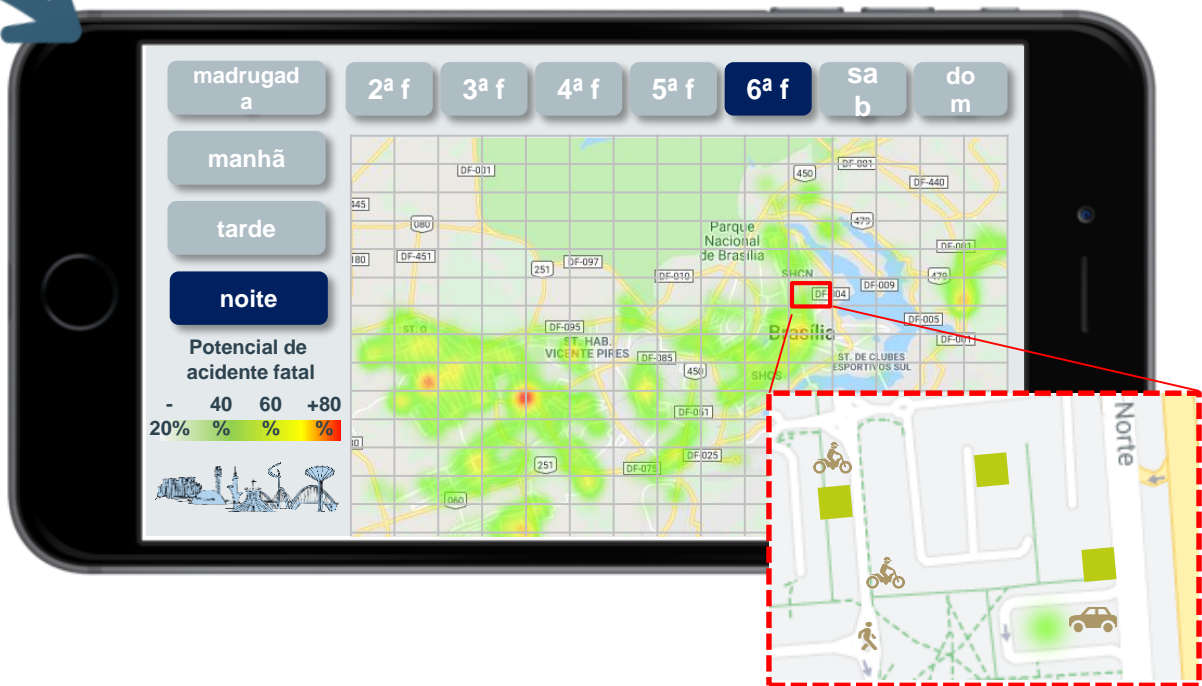 madrugad
a
2ª f
3ª f
4ª f
5ª f
6ª f
sa
b
do
m
manhã
tarde
noite
Potencial de
acidente fatal
- 40 60 +80
20% % % %
DF-001
450
DF-001
DF-440
445
080
Parque
Nacional
de Brasília
479
DF-001
180
DF-451
251
DF-097
DF-010
SHCN
479
DF-009
DF-005
DF-001
ST. O
DF-095
ST. HAB.
VICENTE PIRES
DF-085
450
Brasília
ST. DE CLUBES
ESPORTIVOS SUL
SHCS
DF-051
251
DF-075
DF-025
060
Norte